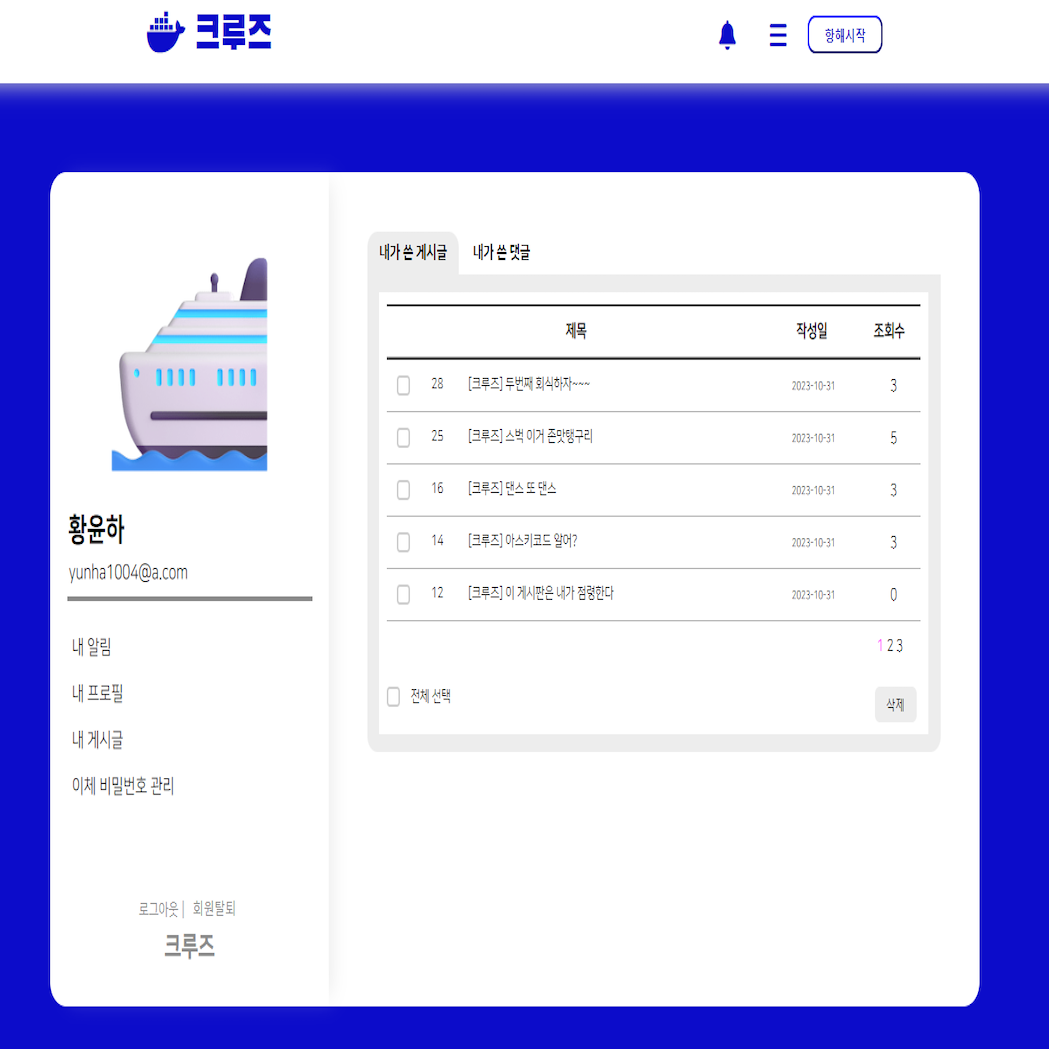 크루즈
항해시작
내가 쓴 게시글 내가 쓴 댓글
제목 작성일 조회수
28 [크루즈] 두번째 회식하자~~~ 2023-10-31 3
25 [크루즈] 스벅 이거 존맛탱구리 2023-10-31 5
16 [크루즈] 댄스 또 댄스 2023-10-31 3
14 [크루즈] 아스키코드 알어? 2023-10-31 3
12 [크루즈] 이 게시판은 내가 점령한다 2023-10-31 0
1 2 3
전체 선택
삭제
황윤하
yunha1004@a.com
내 알림
내 프로필
내 게시글
이체 비밀번호 관리
로그아웃 | 회원탈퇴
크루즈